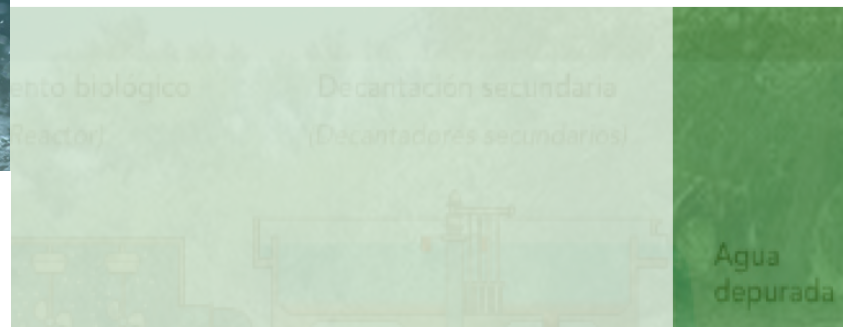 ento biológico
(Reactor)
Decantación secundaria
(Decantadores secundarios)
Agua
depurada